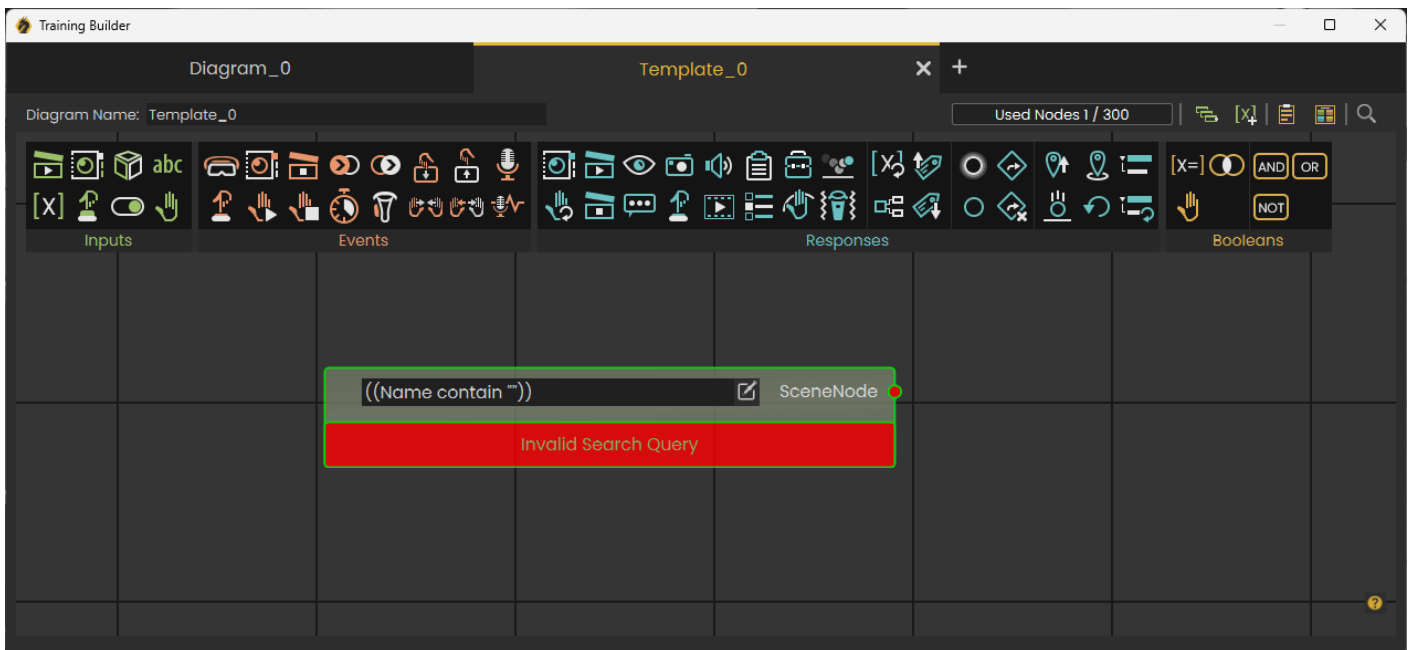 Training Builder
Diagram_0
Template_0
Diagram Name: Template_0
Used Nodes 1 / 300
[X]
abc
[X]
[X]
[X=]
AND
OR
[X]
NOT
Inputs
Events
Responses
Booleans
((Name contain ""))
SceneNode
Invalid Search Query
?